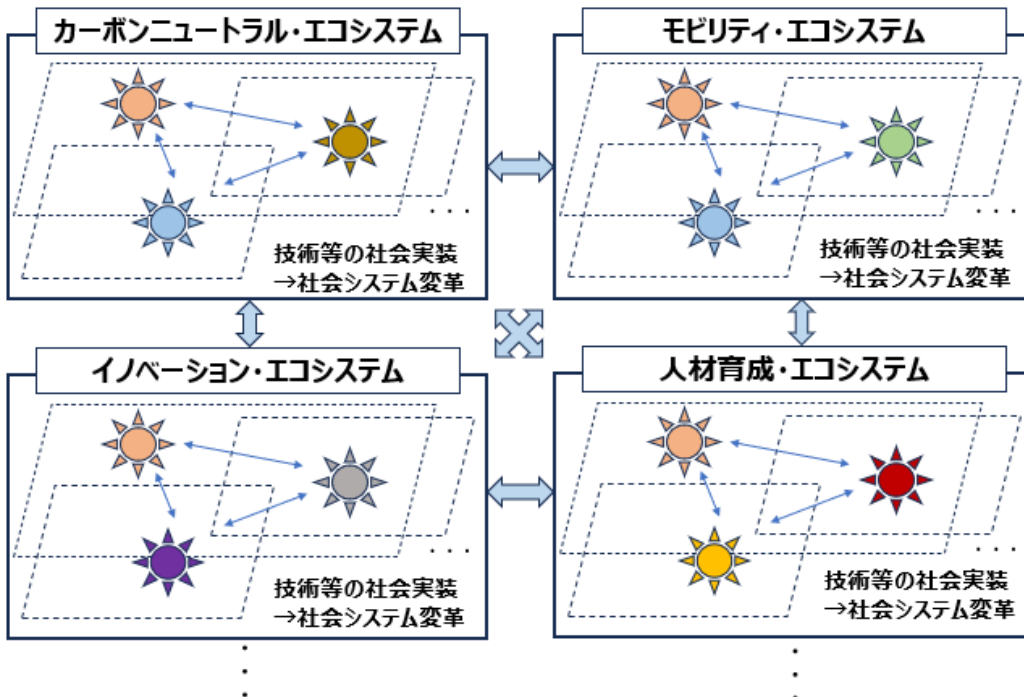 カーボンニュートラル・エコシステム
モビリティ・エコシステム
・・・
技術等の社会実装
→社会システム変革
・・・
技術等の社会実装
→社会システム変革
イノベーション・エコシステム
人材育成・エコシステム
・・・
技術等の社会実装
→社会システム変革
・・・
技術等の社会実装
→社会システム変革